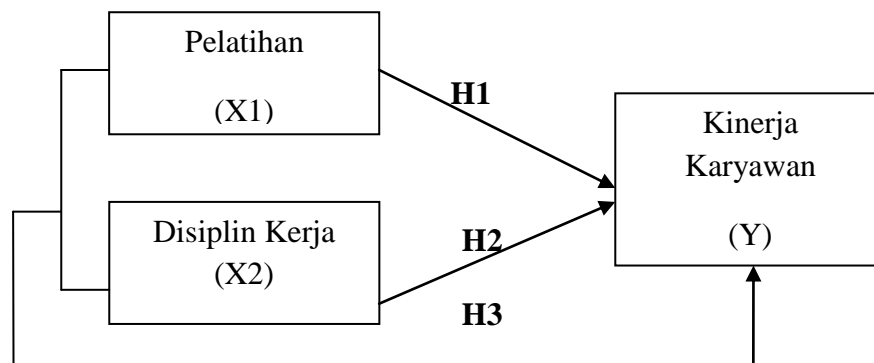 Pelatihan
(X1)
H1
Kinerja
Karyawan
(Y)
Disiplin Kerja
(X2)
H2
H3